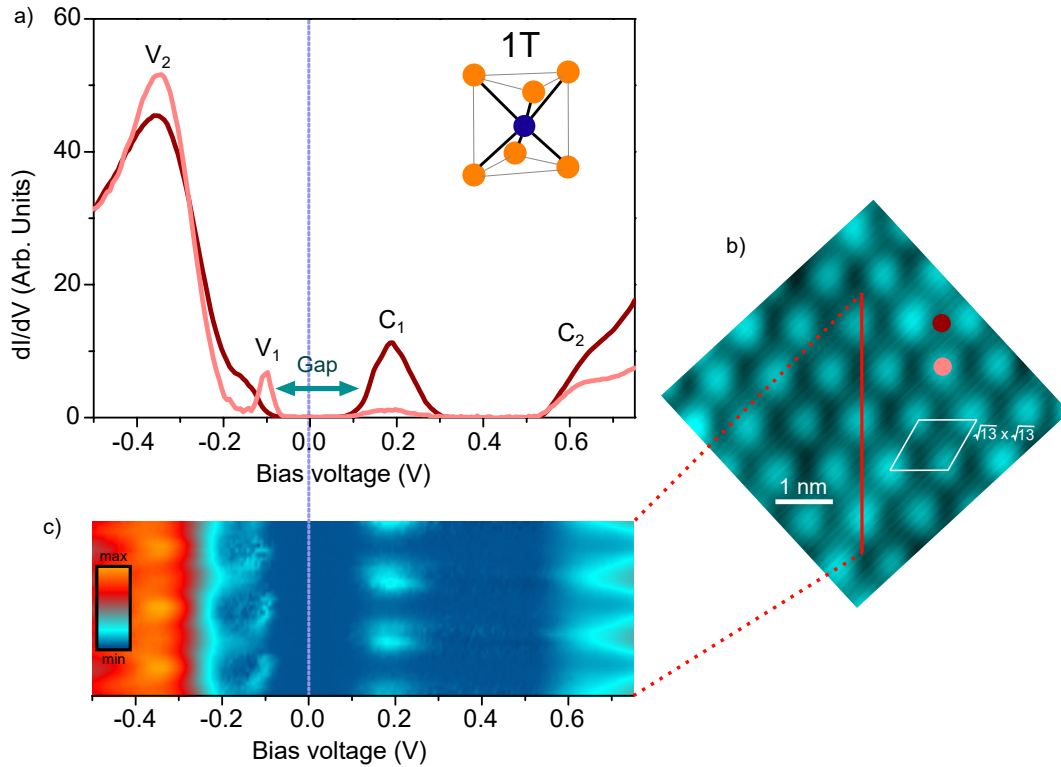 a)
60
40
20
0
dI/dV (Arb. Units)
V2
V1
Gap
C1
C2
1T
-0.4 -0.2 0.0 0.2 0.4 0.6
Bias voltage (V)
b)
√13 x √13
1 nm
c)
max
min
-0.4 -0.2 0.0 0.2 0.4 0.6
Bias voltage (V)